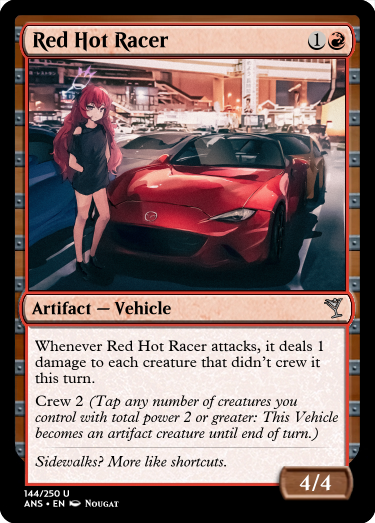 Red Hot Racer 1
Artifact — Vehicle
Whenever Red Hot Racer attacks, it deals 1
damage to each creature that didn't crew it
this turn.
Crew 2 (Tap any number of creatures you
control with total power 2 or greater: This Vehicle
becomes an artifact creature until end of turn.)
Sidewalks? More like shortcuts.
4/4
144/250 U
ANS • EN Nougat